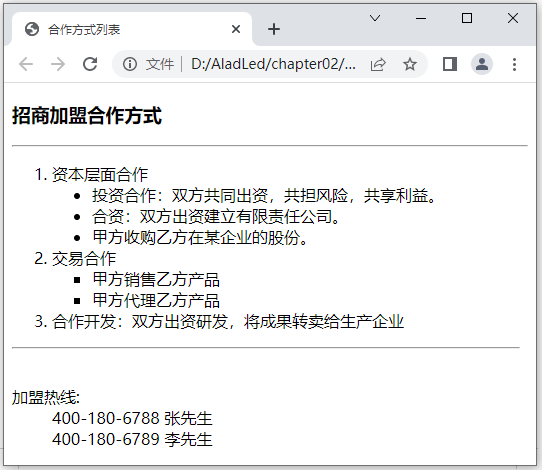 合作方式列表
文件 | D:/AladLed/chapter02/...
招商加盟合作方式
1. 资本层面合作
• 投资合作：双方共同出资，共担风险，共享利益。
• 合资：双方出资建立有限责任公司。
• 甲方收购乙方在某企业的股份。
2. 交易合作
▪ 甲方销售乙方产品
▪ 甲方代理乙方产品
3. 合作开发：双方出资研发，将成果转卖给生产企业
加盟热线:
400-180-6788 张先生
400-180-6789 李先生